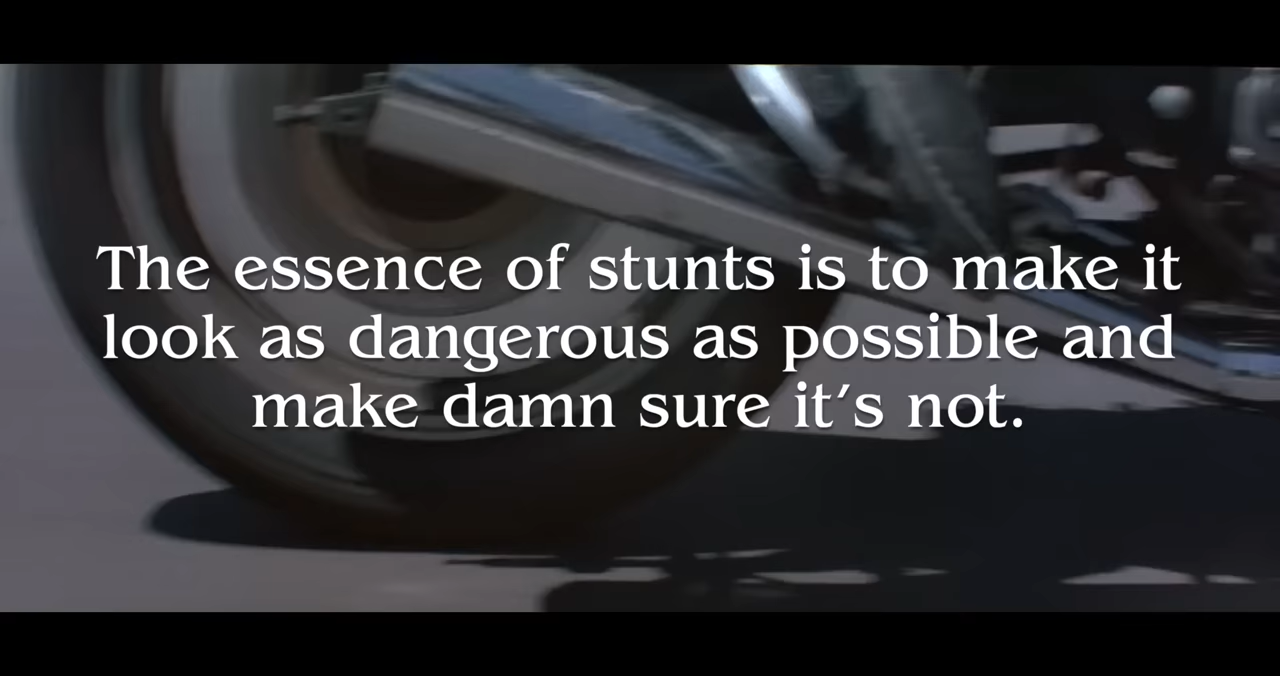 The essence of stunts is to make it
look as dangerous as possible and
make damn sure it's not.